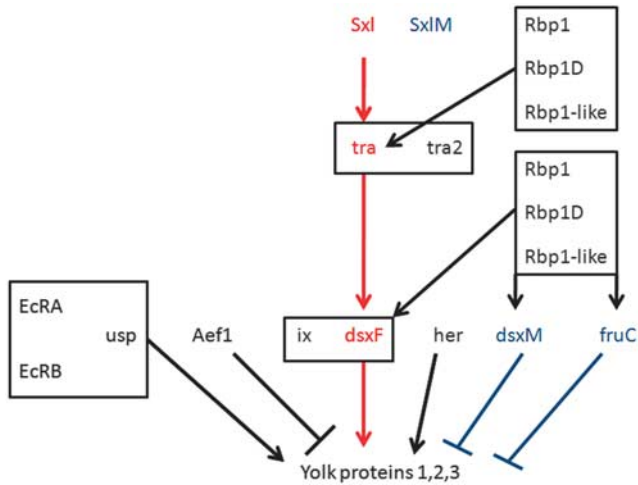 Sxl SxlM Rbp1
Rbp1D
Rbp1-like
tra tra2
Rbp1
Rbp1D
Rbp1-like
EcRA
usp Aef1 ix dsxF her dsxM fruC
EcRB
Yolk proteins 1,2,3